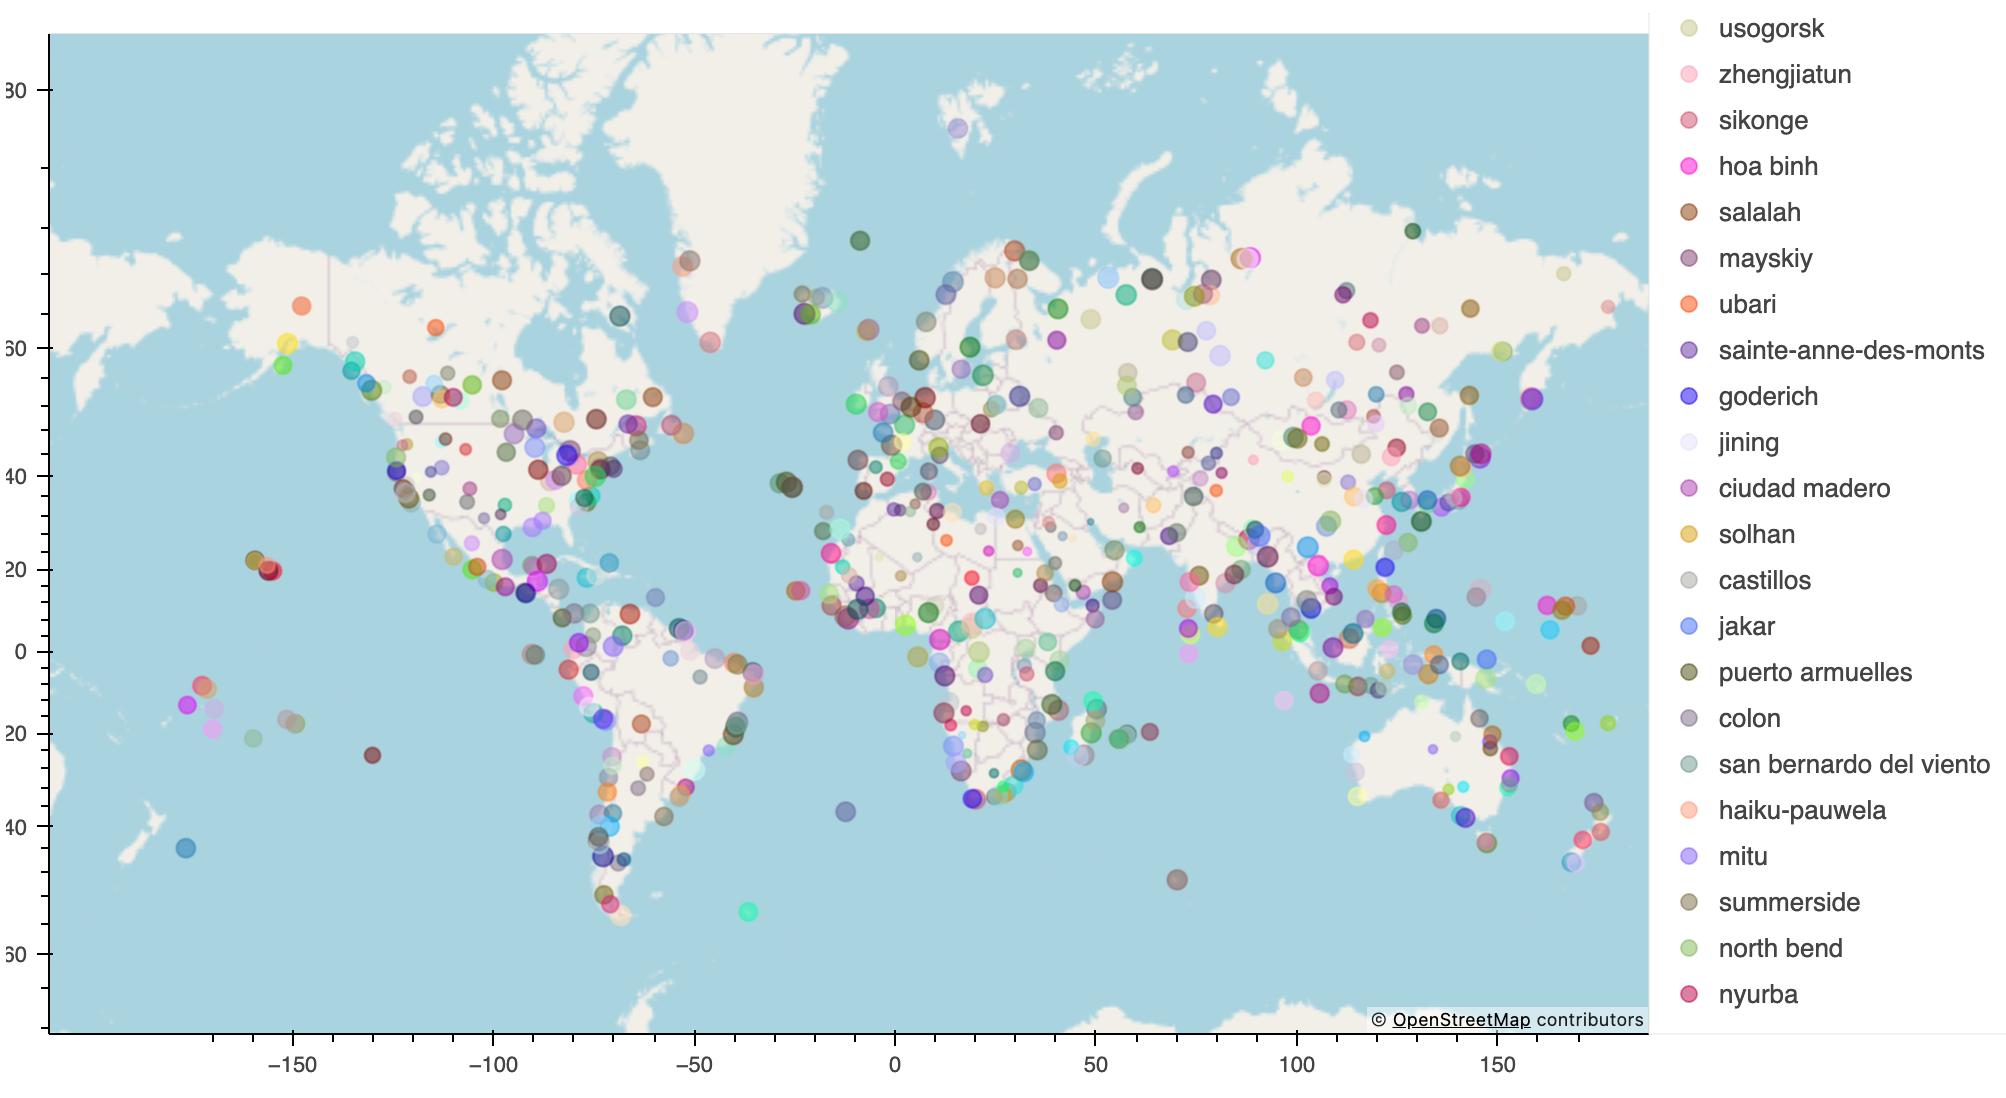 usogorsk
zhengjiatun
sikonge
hoa binh
salalah
mayskiy
ubari
sainte-anne-des-monts
goderich
jining
ciudad madero
solhan
castillos
jakar
puerto armuelles
colon
san bernardo del viento
haiku-pauwela
mitu
summerside
north bend
nyurba
80
60
40
20
0
20
40
60
© OpenStreetMap contributors
−150 −100 −50 0 50 100 150